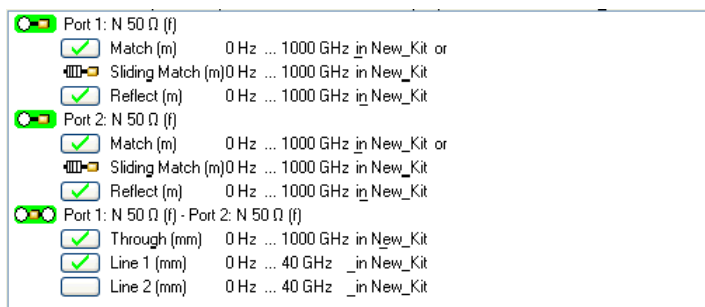 Port 1: N 50 Ω (f)
Match (m) 0 Hz ... 1000 GHz in New_Kit or
Sliding Match (m)0 Hz ... 1000 GHz in New_Kit
Reflect (m) 0 Hz ... 1000 GHz in New_Kit
Port 2: N 50 Ω (f)
Match (m) 0 Hz ... 1000 GHz in New_Kit or
Sliding Match (m)0 Hz ... 1000 GHz in New_Kit
Reflect (m) 0 Hz ... 1000 GHz in New_Kit
Port 1: N 50 Ω (f) - Port 2: N 50 Ω (f)
Through (mm) 0 Hz ... 1000 GHz in New_Kit
Line 1 (mm) 0 Hz ... 40 GHz _in New_Kit
Line 2 (mm) 0 Hz ... 40 GHz _in New_Kit